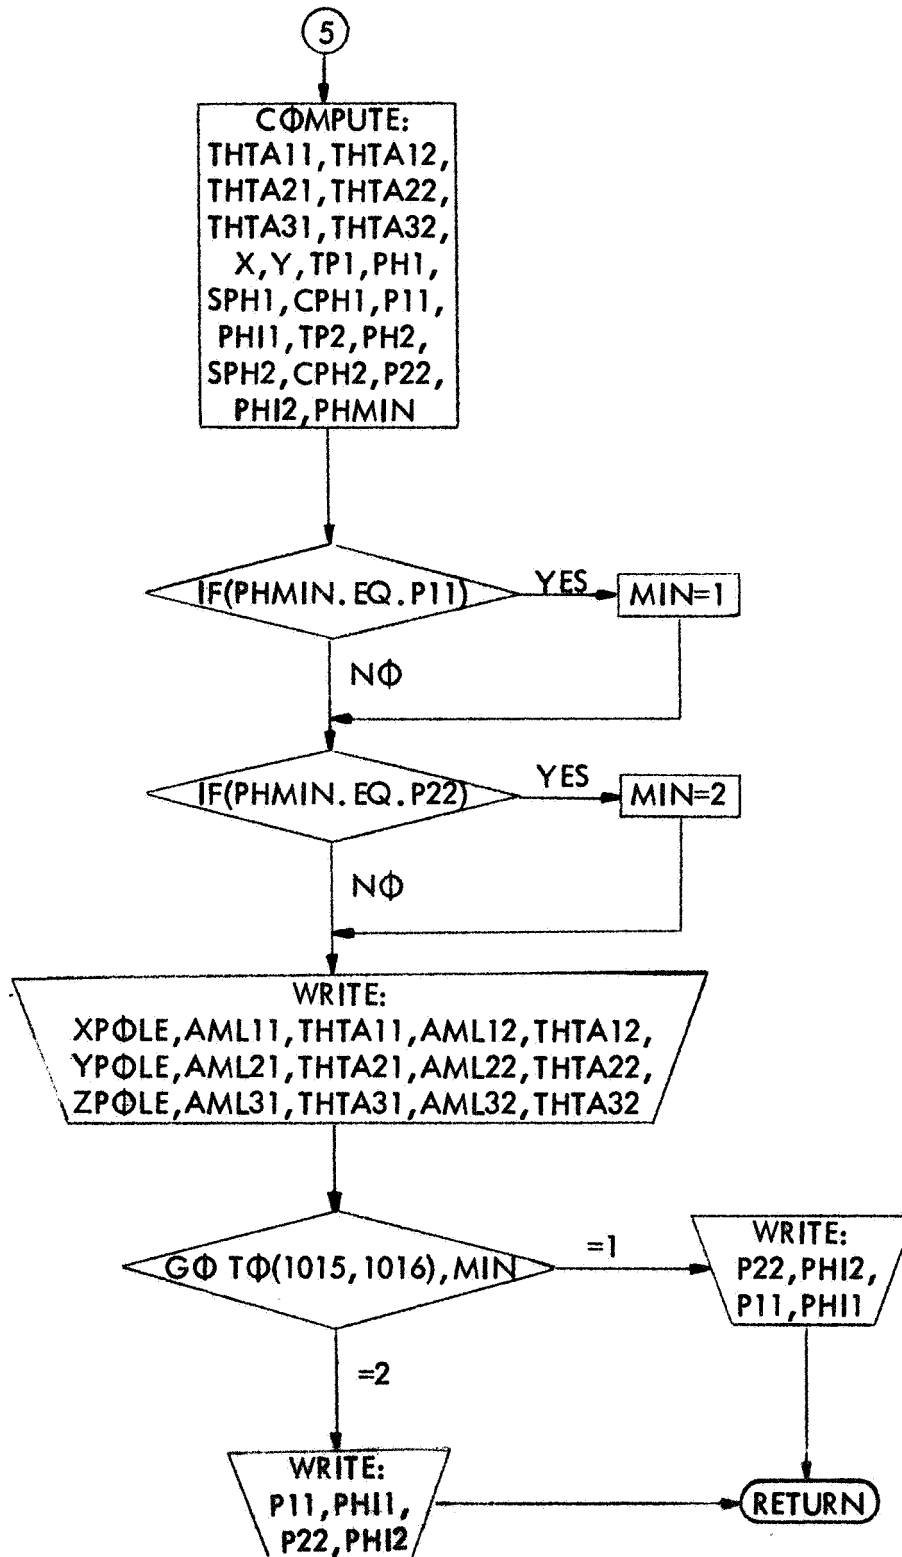 5
CΦMPUTE:
THTA11,THTA12,
THTA21,THTA22,
THTA31,THTA32,
X,Y,TP1,PH1,
SPH1,CPH1,P11,
PHI1,TP2,PH2,
SPH2,CPH2,P22,
PHI2,PHMIN
IF(PHMIN.EQ.P11)
YES
MIN=1
NΦ
IF(PHMIN.EQ.P22)
YES
MIN=2
NΦ
WRITE:
XPΦLE,AML11,THTA11,AML12,THTA12,
YPΦLE,AML21,THTA21,AML22,THTA22,
ZPΦLE,AML31,THTA31,AML32,THTA32
GΦ TΦ(1015,1016),MIN
=1
WRITE:
P22,PHI2,
P11,PHI1
=2
WRITE:
P11,PHI1,
P22,PHI2
RETURN